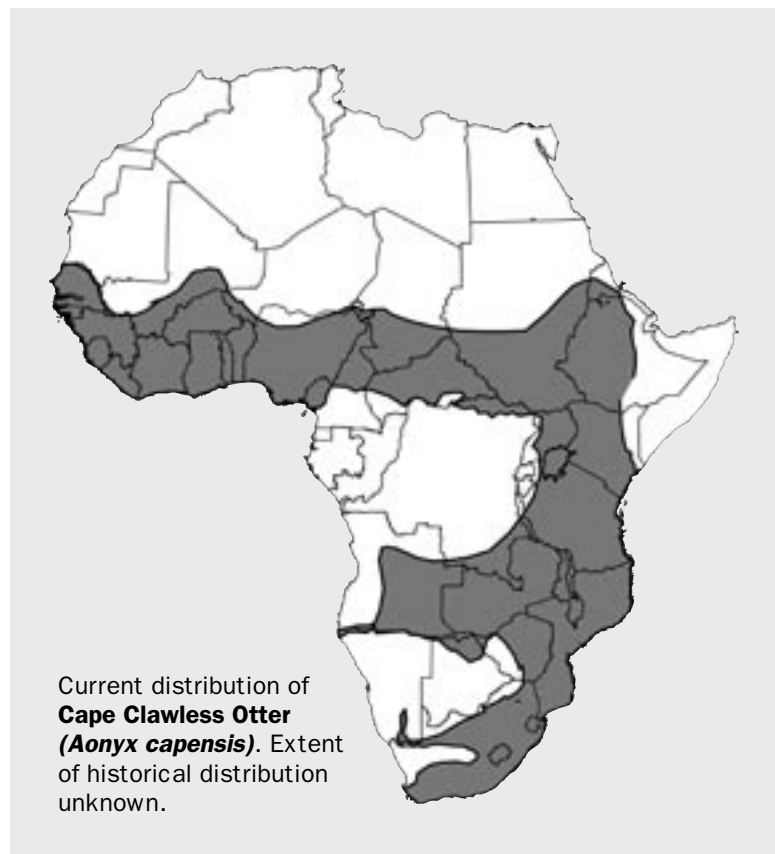 Current distribution of
Cape Clawless Otter
(Aonyx capensis). Extent
of historical distribution
unknown.